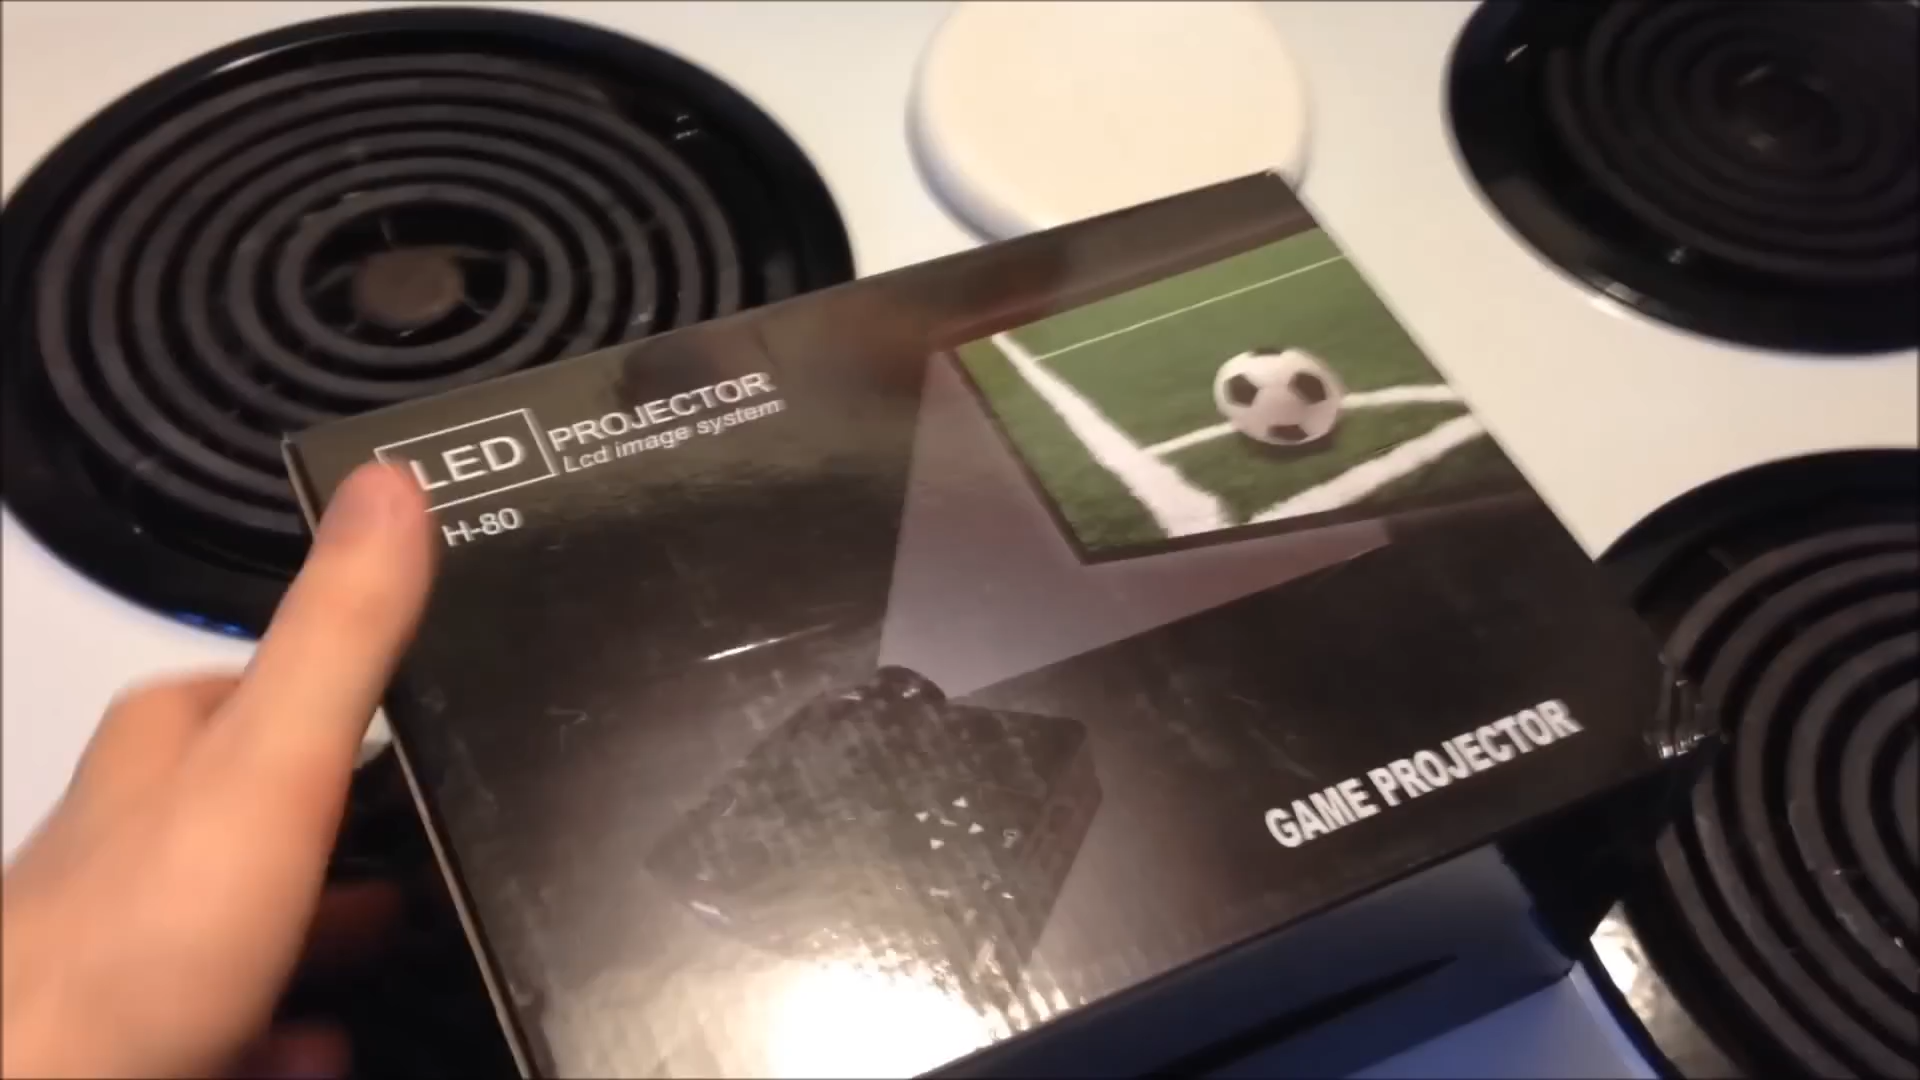 LED
PROJECTOR
Lcd image system
H-80
GAME PROJECTOR